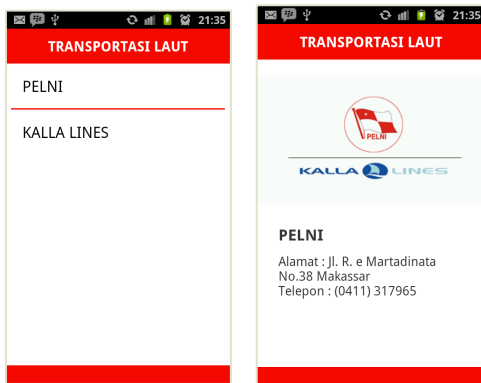 21:35
TRANSPORTASI LAUT
PELNI
KALLA LINES
21:35
TRANSPORTASI LAUT
PELNI
KALLA LINES
PELNI
Alamat : Jl. R. e Martadinata
No.38 Makassar
Telepon : (0411) 317965